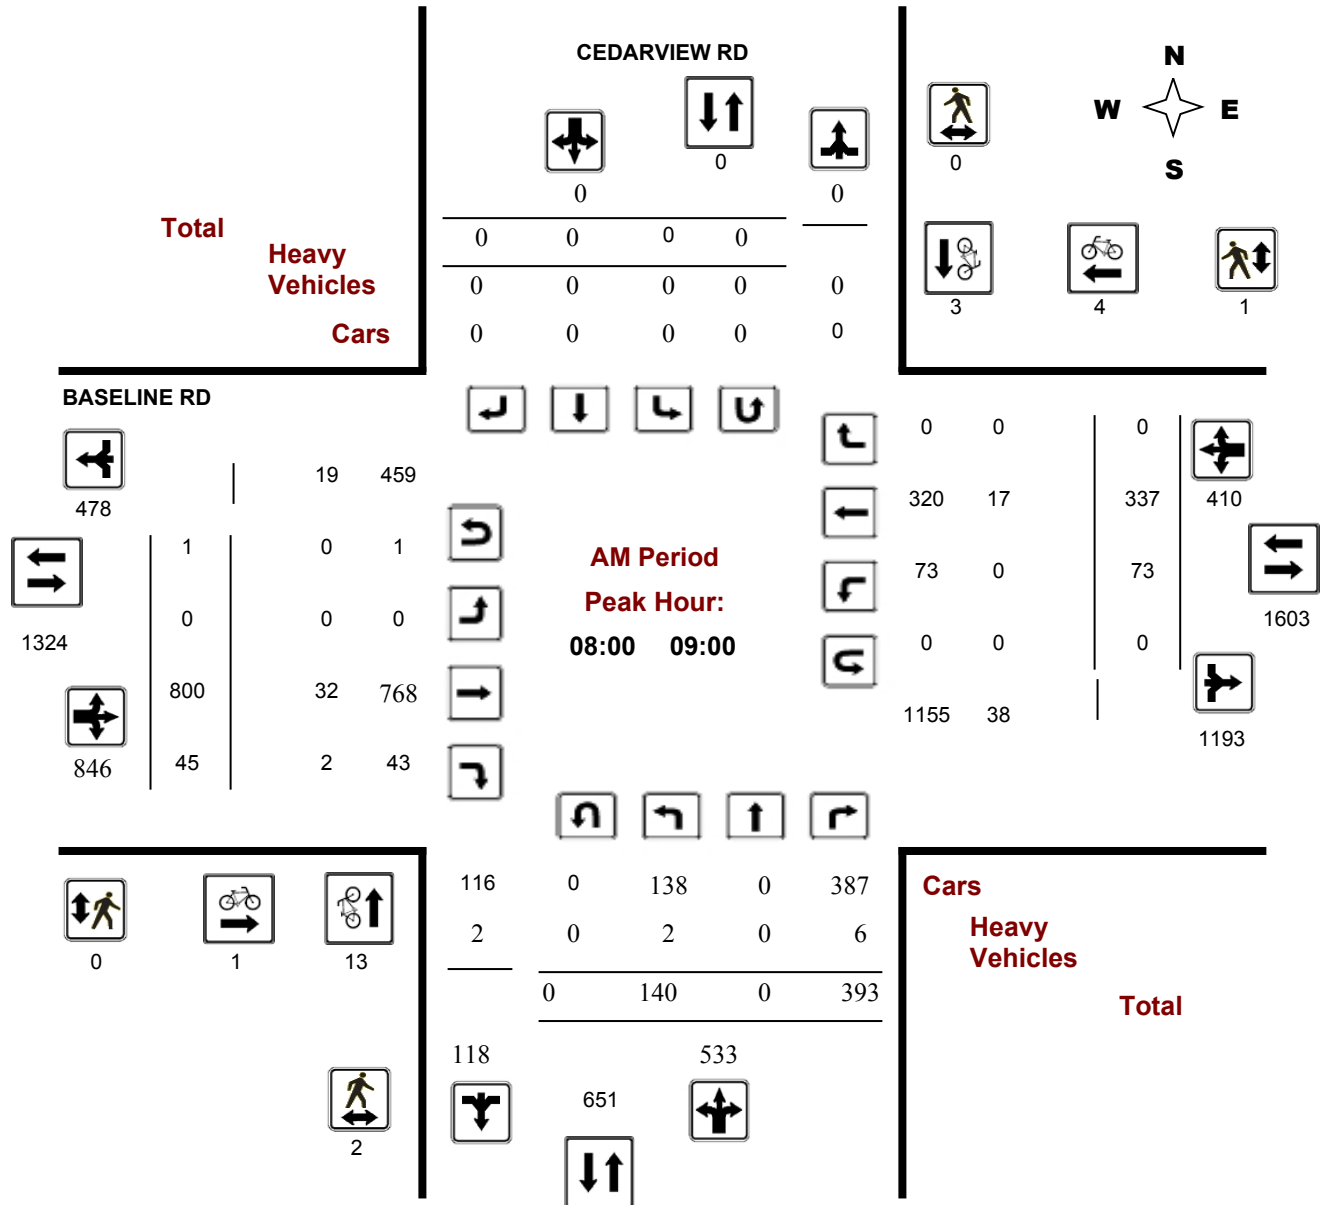 CEDARVIEW RD
N
W E
S
0
0
0 0
Total
0 0 0 0
Heavy
Vehicles
0 0 0 0 0
3 4 1
Cars
0 0 0 0 0
BASELINE RD
0 0 0
19 459
478
320 17 337 410
1 0 1
AM Period
73 0 73
Peak Hour:
0 0 0
1603
1324
08:00 09:00
0 0 0
800 32 768
1155 38
1193
846 45 2 43
116 0 138 0 387
Cars
2 0 2 0 6
Heavy
Vehicles
0 1 13
0 140 0 393
Total
118 533
651
2